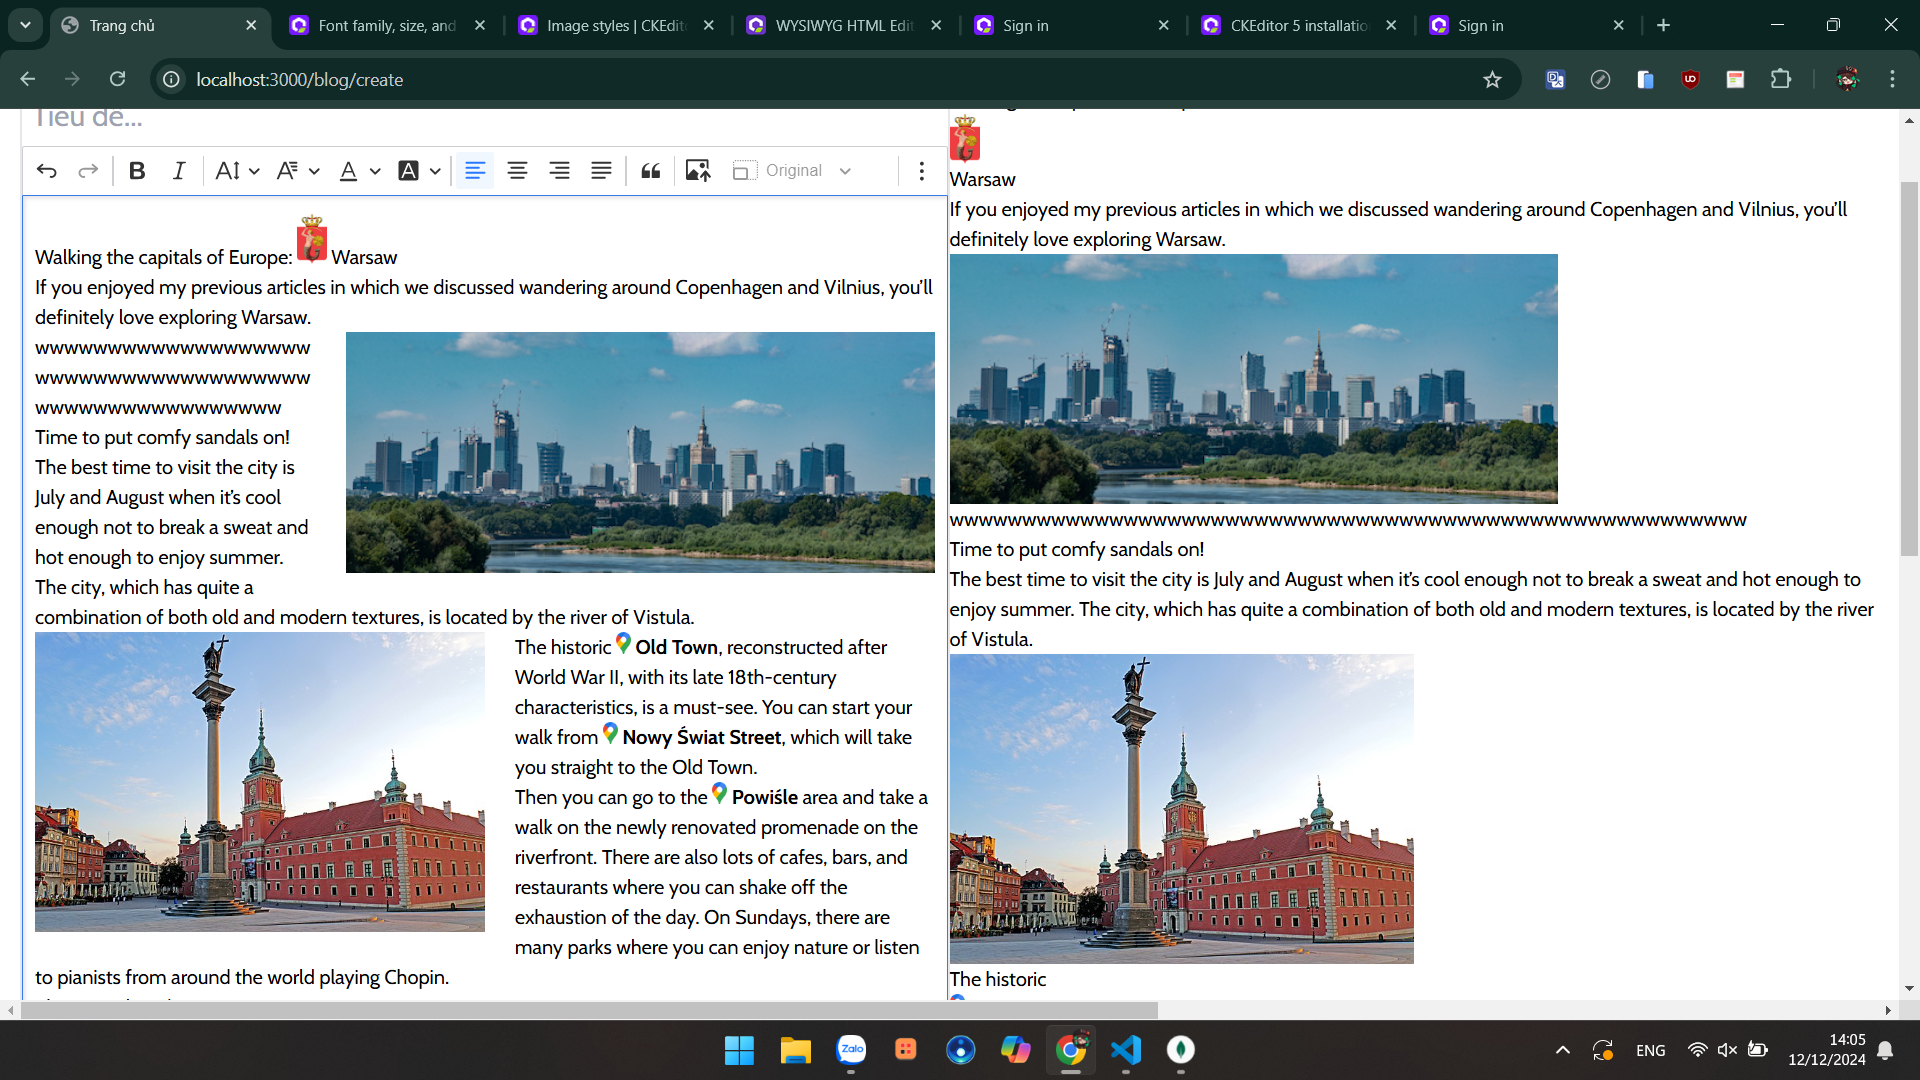 Trang chủ
Font family, size, and
Image styles | CKEdit
WYSIWYG HTML Edit
Sign in
CKEditor 5 installatio
Sign in
localhost:3000/blog/create
Tiêu đề...
Original
Walking the capitals of Europe: Warsaw
If you enjoyed my previous articles in which we discussed wandering around Copenhagen and Vilnius, you’ll
definitely love exploring Warsaw.
wwwwwwwwwwwwwwwwwww
wwwwwwwwwwwwwwwwwww
wwwwwwwwwwwwwwwww
Time to put comfy sandals on!
The best time to visit the city is
July and August when it’s cool
enough not to break a sweat and
hot enough to enjoy summer.
The city, which has quite a
combination of both old and modern textures, is located by the river of Vistula.
The historic Old Town, reconstructed after
World War II, with its late 18th-century
characteristics, is a must-see. You can start your
walk from Nowy Świat Street, which will take
you straight to the Old Town.
Then you can go to the Powiśle area and take a
walk on the newly renovated promenade on the
riverfront. There are also lots of cafes, bars, and
restaurants where you can shake off the
exhaustion of the day. On Sundays, there are
many parks where you can enjoy nature or listen
to pianists from around the world playing Chopin.
Warsaw
If you enjoyed my previous articles in which we discussed wandering around Copenhagen and Vilnius, you’ll
definitely love exploring Warsaw.
wwwwwwwwwwwwwwwwwwwwwwwwwwwwwwwwwwwwwwwwwwwwwwwwwwwwwww
Time to put comfy sandals on!
The best time to visit the city is July and August when it’s cool enough not to break a sweat and hot enough to
enjoy summer. The city, which has quite a combination of both old and modern textures, is located by the river
of Vistula.
The historic
Zalo
ENG
14:05
12/12/2024